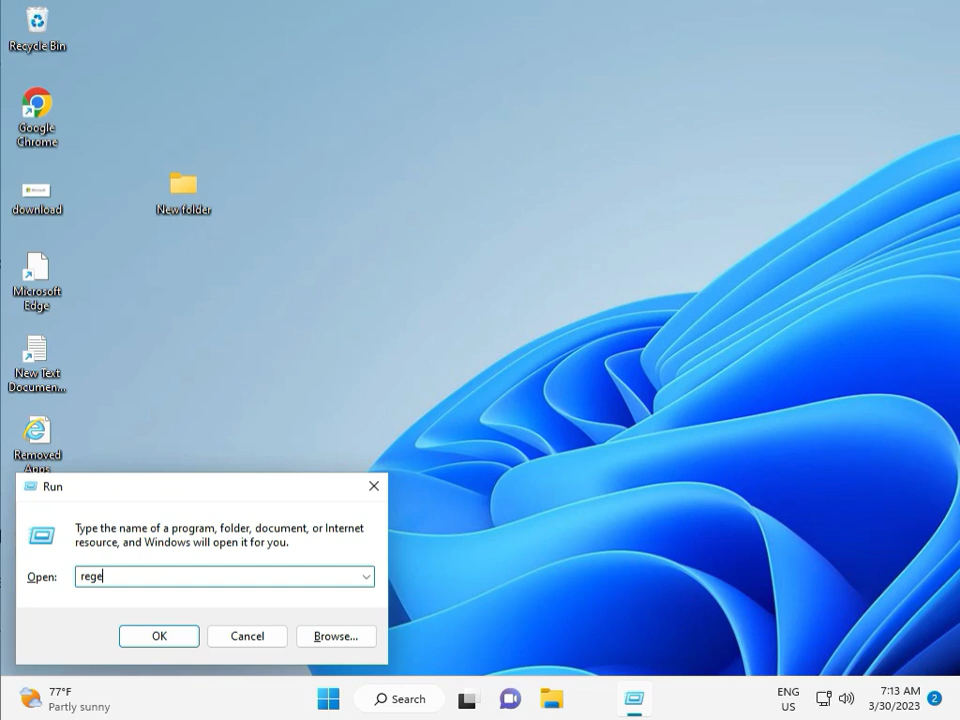 Recycle Bin
Google
Chrome
download
New folder
Microsoft
Edge
New Text
Documen...
Removed
Apps
Run
Type the name of a program, folder, document, or Internet
resource, and Windows will open it for you.
Open:
rege
OK
Cancel
Browse...
77°F
Partly sunny
Search
ENG
US
7:13 AM
3/30/2023
2